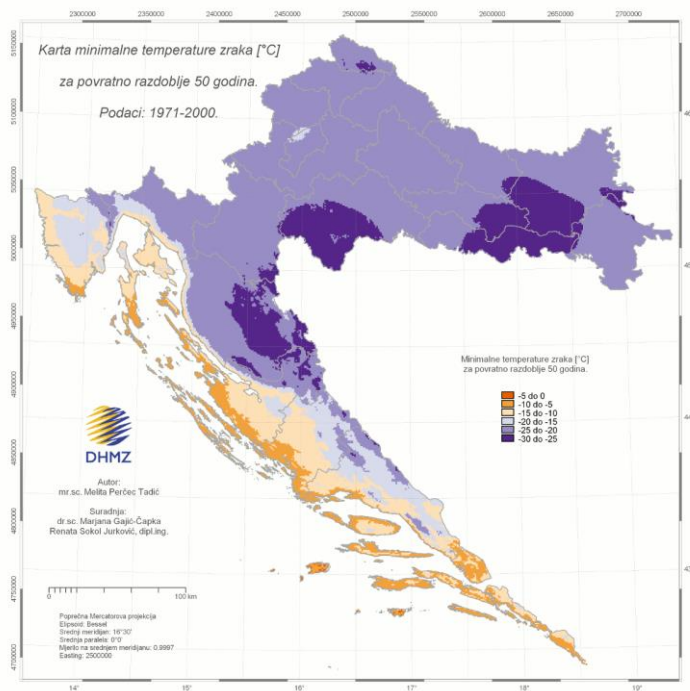 2300000 2350000 2400000 2450000 2500000 2550000 2600000 2650000 2700000
Karta minimalne temperature zraka [°C]
za povratno razdoblje 50 godina.
Podaci: 1971-2000.
5150000
5100000
5050000
5000000
4950000
4900000
4850000
4800000
4750000
4700000
Minimalne temperature zraka [°C]
za povratno razdoblje 50 godina.
-5 do 0
-10 do -5
-15 do -10
-20 do -15
-25 do -20
-30 do -25
DHMZ
Autor:
mr.sc. Melita Perčec Tadić
Suradnja:
dr.sc. Marjana Gajić-Čapka
Renata Sokol Jurković, dipl.ing.
0 100 km
Poprečna Mercatorova projekcija
Elipsoid: Bessel
Srednji meridijan: 16°30'
Srednja paralela: 0°0'
Mjerilo na srednjem meridijanu: 0.9997
Easting: 2500000
14° 15° 16° 17° 18° 19°